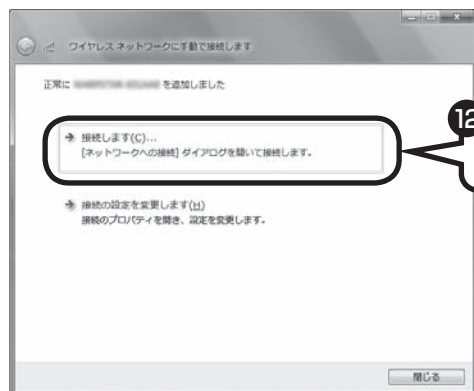 ワイヤレス ネットワークに手動で接続します
正常に を追加しました
接続します(C)...
[ネットワークへの接続] ダイアログを開いて接続します。
12
接続の設定を変更します(H)
接続のプロパティを開き、設定を変更します。
閉じる